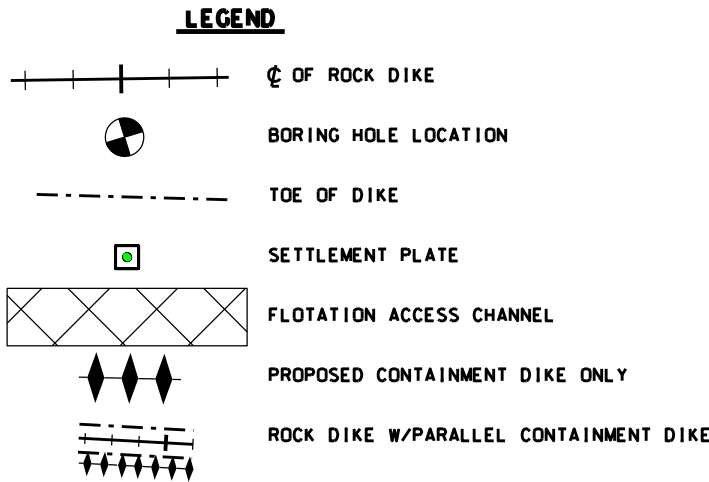 LEGEND
℄ OF ROCK DIKE
BORING HOLE LOCATION
TOE OF DIKE
SETTLEMENT PLATE
FLOTATION ACCESS CHANNEL
PROPOSED CONTAINMENT DIKE ONLY
ROCK DIKE W/PARALLEL CONTAINMENT DIKE